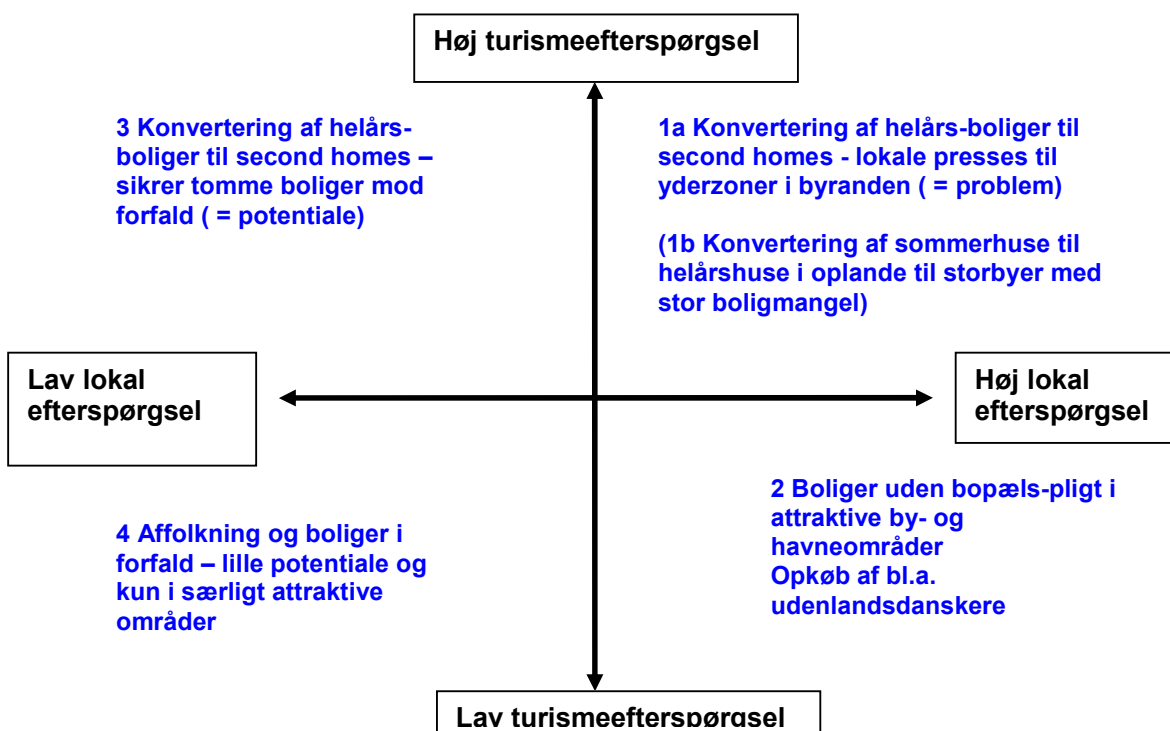 Høj turismeefterspørgsel
3 Konvertering af helårs-
boliger til second homes –
sikrer tomme boliger mod
forfald ( = potentiale)
1a Konvertering af helårs-boliger til
second homes - lokale presses til
yderzoner i byranden ( = problem)
(1b Konvertering af sommerhuse til
helårshuse i oplande til storbyer med
stor boligmangel)
Lav lokal
efterspørgsel
Høj lokal
efterspørgsel
4 Affolkning og boliger i
forfald – lille potentiale og
kun i særligt attraktive
områder
2 Boliger uden bopæls-pligt i
attraktive by- og
havneområder
Opkøb af bl.a.
udenlandsdanskere
Lav turismeefterspørgsel